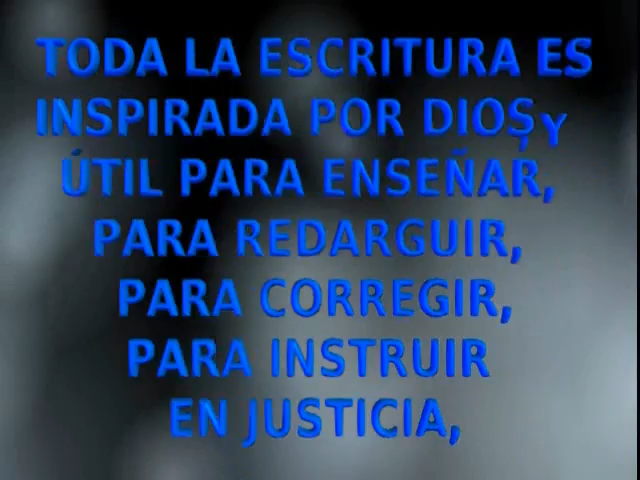 TODA LA ESCRITURA ES
INSPIRADA POR DIOS, Y
ÚTIL PARA ENSEÑAR,
PARA REDARGUIR,
PARA CORREGIR,
PARA INSTRUIR
EN JUSTICIA,